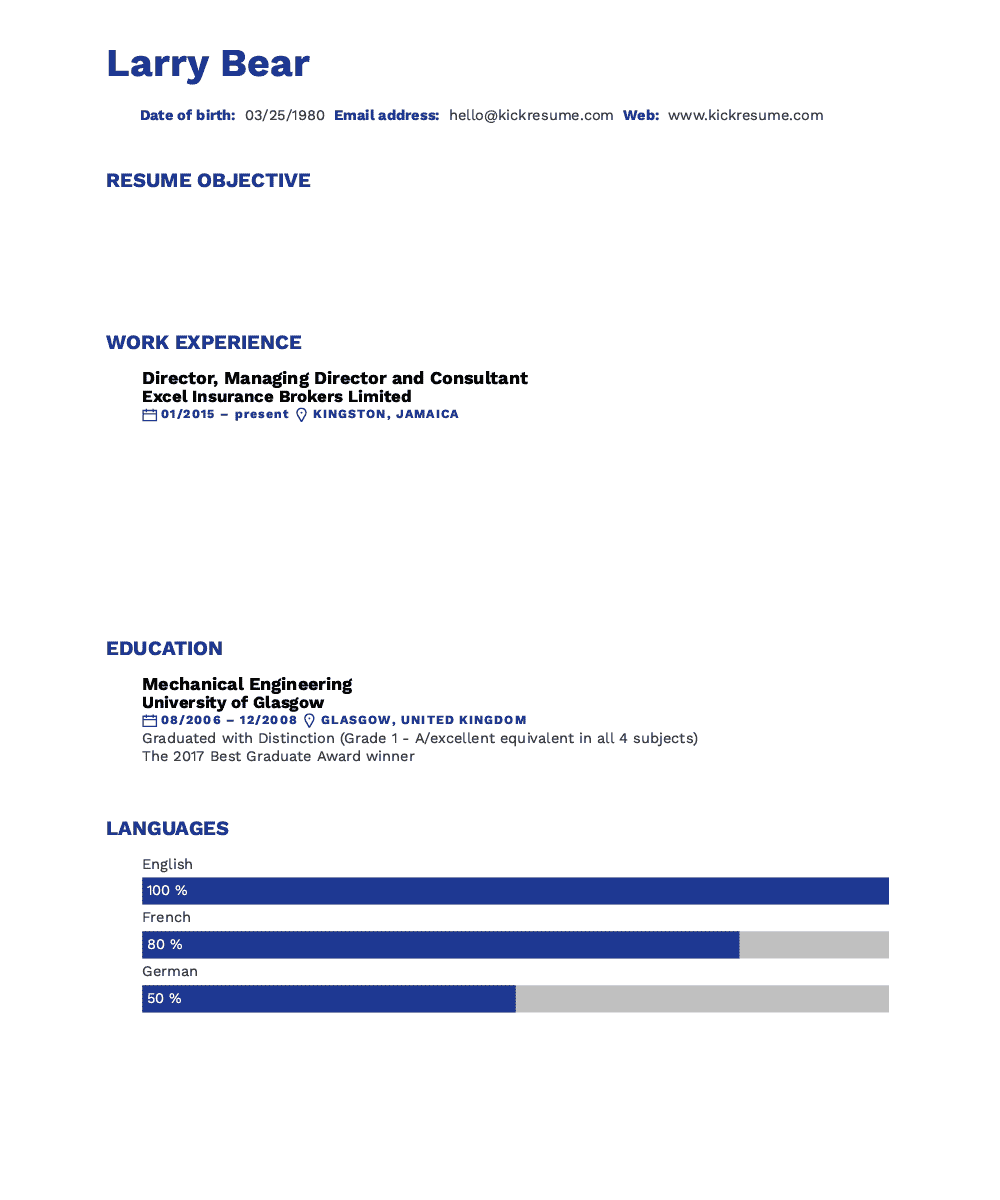 Larry Bear
Date of birth: 03/25/1980 Email address: hello@kickresume.com Web: www.kickresume.com
RESUME OBJECTIVE
WORK EXPERIENCE
Director, Managing Director and Consultant
Excel Insurance Brokers Limited
01/2015 – present KINGSTON, JAMAICA
EDUCATION
Mechanical Engineering
University of Glasgow
08/2006 – 12/2008 GLASGOW, UNITED KINGDOM
Graduated with Distinction (Grade 1 - A/excellent equivalent in all 4 subjects)
The 2017 Best Graduate Award winner
LANGUAGES
English
100 %
French
80 %
German
50 %